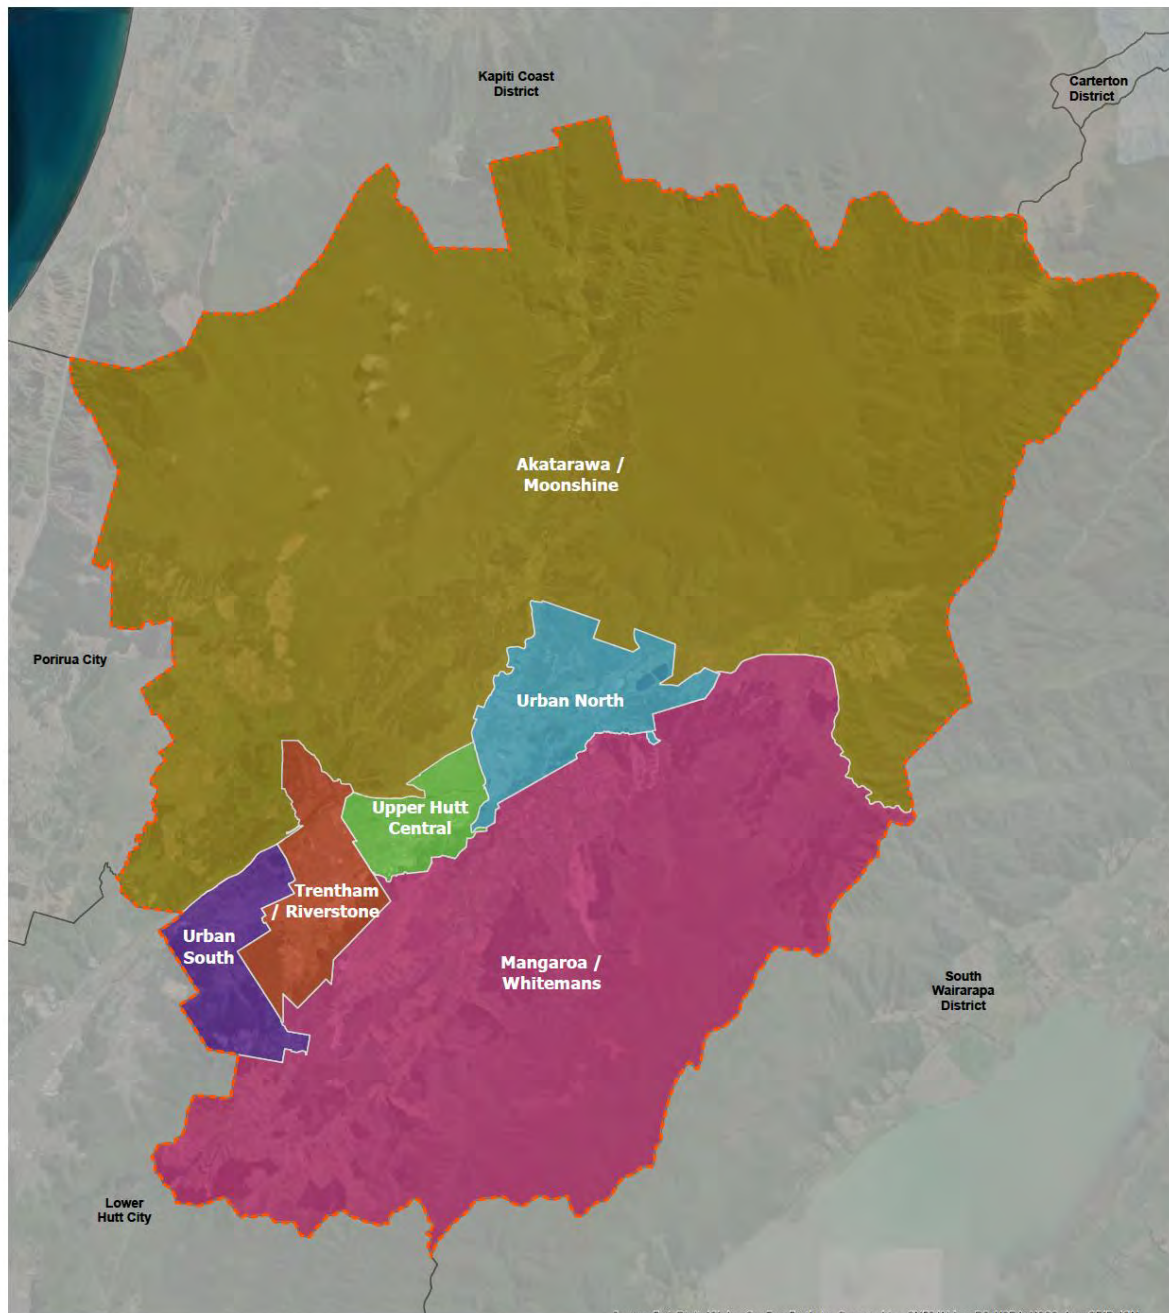 Kapiti Coast
District
Carterton
District
Akatarawa /
Moonshine
Porirua City
Urban North
Upper Hutt
Central
Trentham
/ Riverstone
Urban
South
Mangaroa /
Whitemans
South
Wairarapa
District
Lower
Hutt City